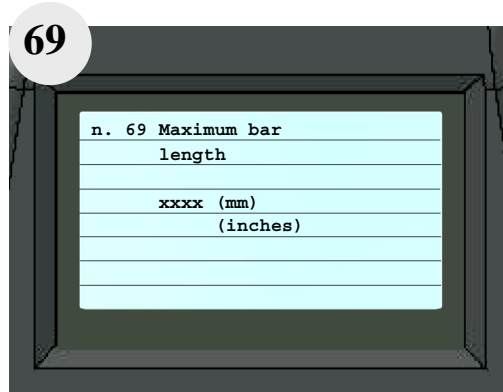 69
n. 69 Maximum bar
length
xxxx (mm)
(inches)